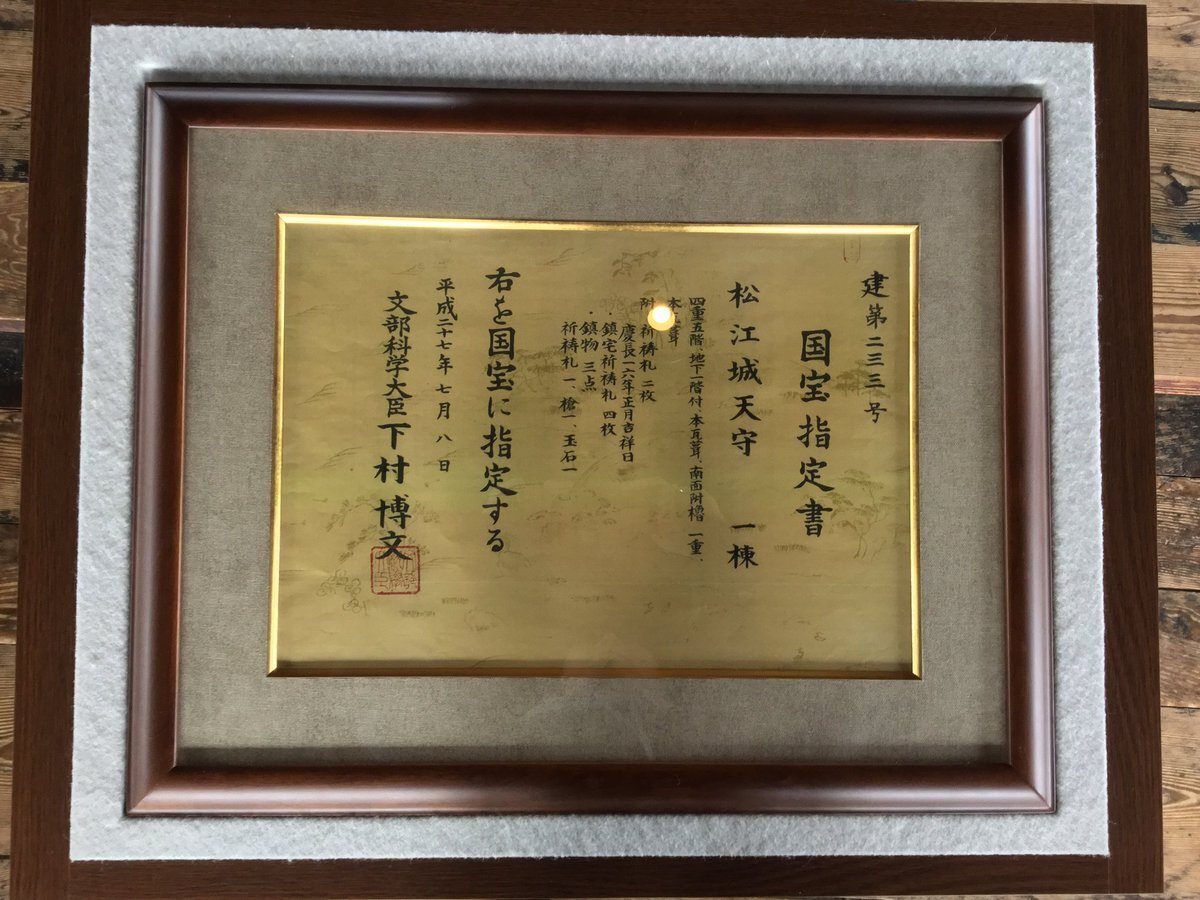 建第二三三号
国宝指定書
松江城天守 一棟
四重五階、地下一階付、本瓦葺、南面附櫓 一重、
本瓦葺
附・祈祷札 二枚
慶長一六年正月吉祥日
・鎮宅祈祷札 四枚
・鎮物 三点
祈祷札 一、槍一、玉石一
右を国宝に指定する
平成二十七年七月八日
文部科学大臣下村博文